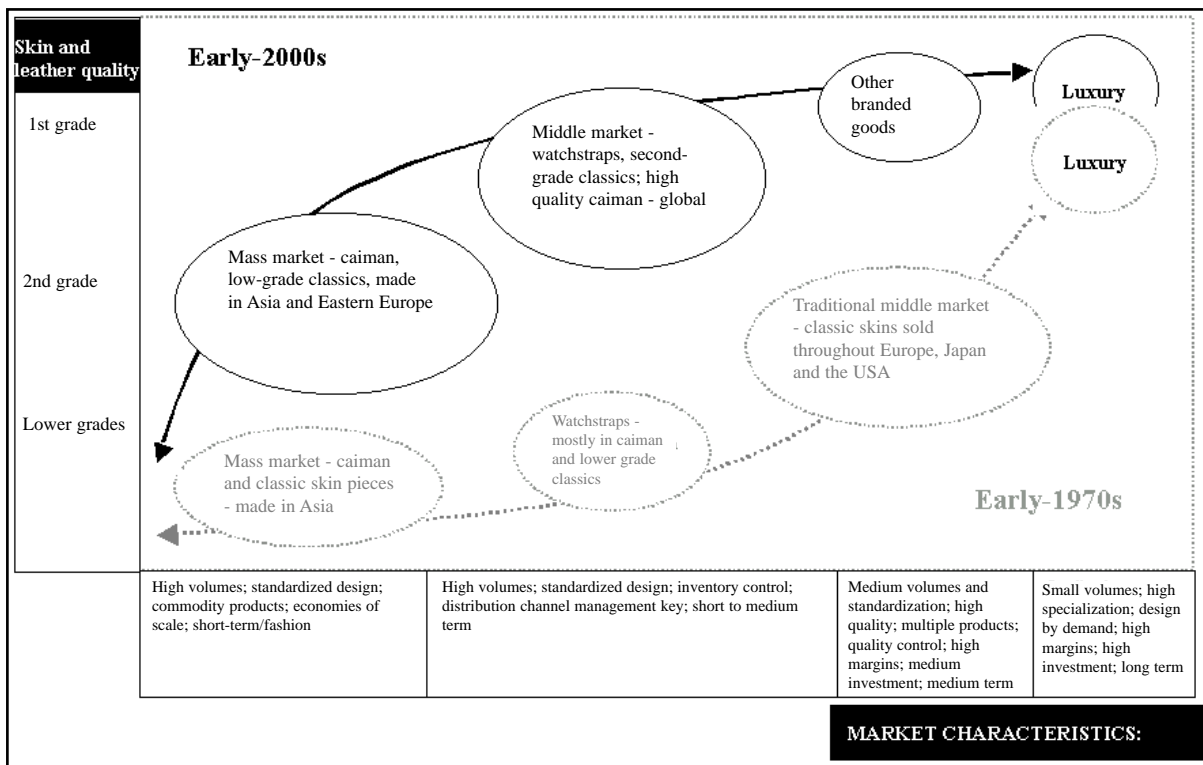 Skin and
leather quality
Early-2000s
1st grade
2nd grade
Lower grades
Mass market - caiman,
low-grade classics, made
in Asia and Eastern Europe
Middle market -
watchstraps, second-
grade classics; high
quality caiman - global
Other
branded
goods
Luxury
Luxury
Traditional middle market
- classic skins sold
throughout Europe, Japan
and the USA
Watchstraps -
mostly in caiman
and lower grade
classics
Mass market - caiman
and classic skin pieces
- made in Asia
Early-1970s
High volumes; standardized design;
commodity products; economies of
scale; short-term/fashion
High volumes; standardized design; inventory control;
distribution channel management key; short to medium
term
Medium volumes and
standardization; high
quality; multiple products;
quality control; high
margins; medium
investment; medium term
Small volumes; high
specialization; design
by demand; high
margins; high
investment; long term
MARKET CHARACTERISTICS: